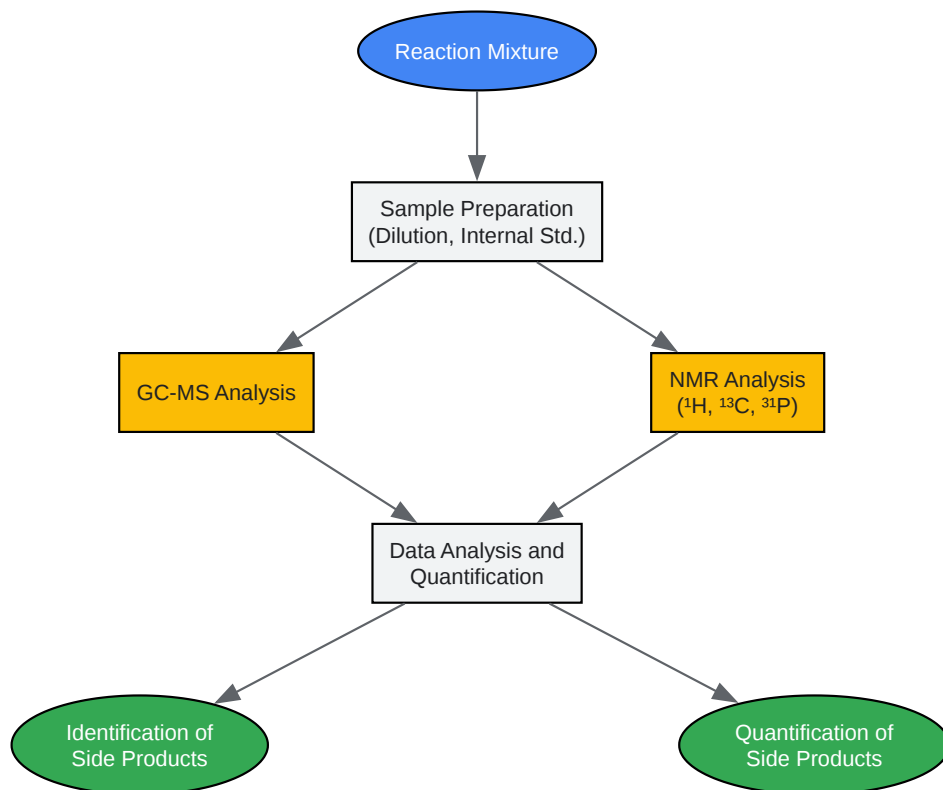 Reaction Mixture
Sample Preparation
(Dilution, Internal Std.)
GC-MS Analysis
NMR Analysis
(¹H, ¹³C, ³¹P)
Data Analysis and
Quantification
Identification of
Side Products
Quantification of
Side Products